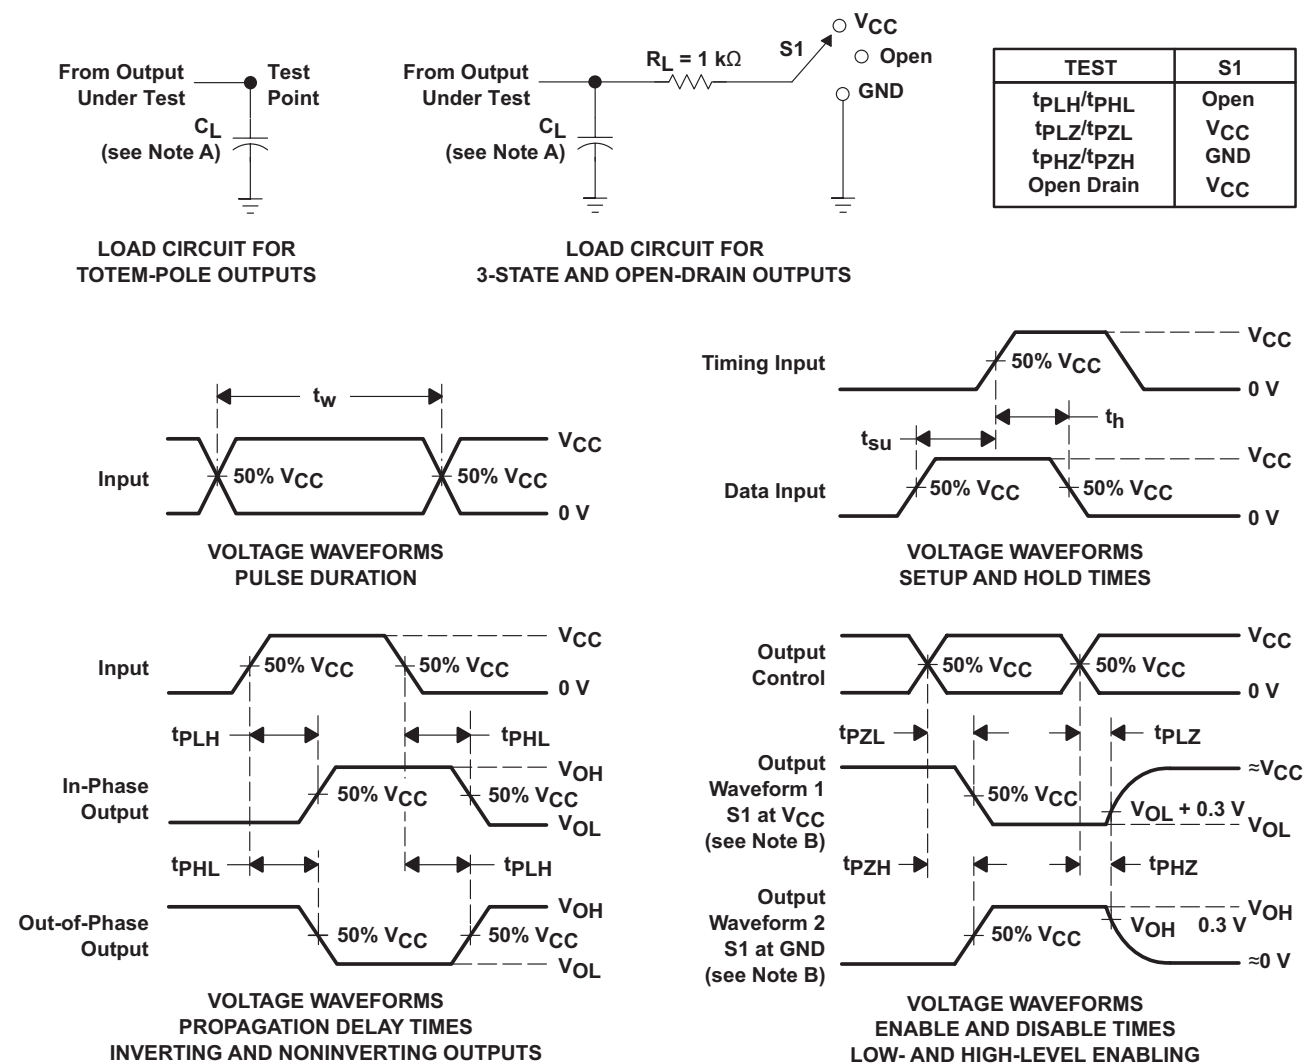 From Output
Under Test
Test
Point
CL
(see Note A)
LOAD CIRCUIT FOR
TOTEM-POLE OUTPUTS
From Output
Under Test
CL
(see Note A)
RL = 1 kΩ
S1
VCC
Open
GND
LOAD CIRCUIT FOR
3-STATE AND OPEN-DRAIN OUTPUTS
TEST S1
tPLH/tPHL Open
tPLZ/tPZL VCC
tPHZ/tPZH GND
Open Drain VCC
tw
Input
50% VCC
50% VCC
VCC
0 V
VOLTAGE WAVEFORMS
PULSE DURATION
Timing Input
50% VCC
VCC
0 V
th
tsu
Data Input
50% VCC
50% VCC
VCC
0 V
VOLTAGE WAVEFORMS
SETUP AND HOLD TIMES
Input
50% VCC
50% VCC
VCC
0 V
tPLH
tPHL
In-Phase
Output
50% VCC
50% VCC
VOH
VOL
tPHL
tPLH
Out-of-Phase
Output
50% VCC
50% VCC
VOH
VOL
VOLTAGE WAVEFORMS
PROPAGATION DELAY TIMES
INVERTING AND NONINVERTING OUTPUTS
Output
Control
50% VCC
50% VCC
VCC
0 V
tPZL
tPLZ
Output
Waveform 1
S1 at VCC
(see Note B)
50% VCC
VOL + 0.3 V
≈VCC
VOL
tPZH
tPHZ
Output
Waveform 2
S1 at GND
(see Note B)
50% VCC
VOH 0.3 V
VOH
≈0 V
VOLTAGE WAVEFORMS
ENABLE AND DISABLE TIMES
LOW- AND HIGH-LEVEL ENABLING